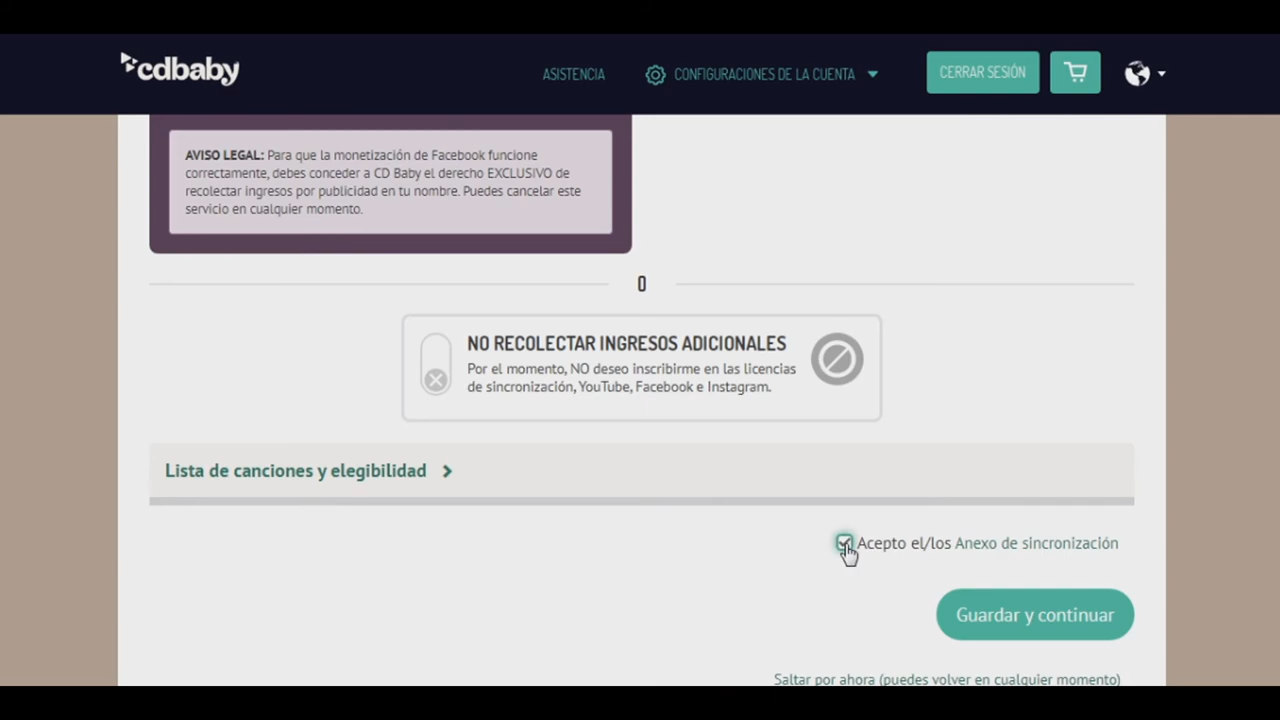 cdbaby
ASISTENCIA
CONFIGURACIONES DE LA CUENTA
CERRAR SESIÓN
AVISO LEGAL: Para que la monetización de Facebook funcione
correctamente, debes conceder a CD Baby el derecho EXCLUSIVO de
recolectar ingresos por publicidad en tu nombre. Puedes cancelar este
servicio en cualquier momento.
O
NO RECOLECTAR INGRESOS ADICIONALES
Por el momento, NO deseo inscribirme en las licencias
de sincronización, YouTube, Facebook e Instagram.
Lista de canciones y elegibilidad
Acepto el/los Anexo de sincronización
Guardar y continuar
Saltar por ahora (puedes volver en cualquier momento)